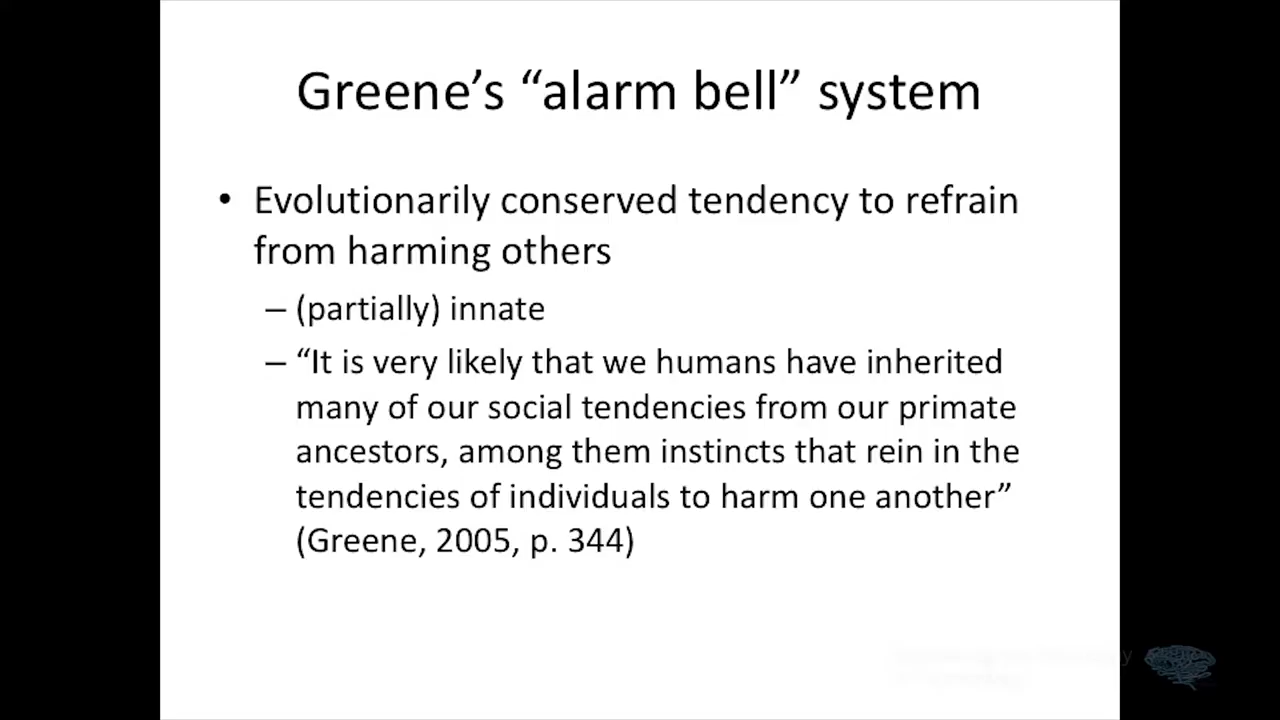 Greene’s “alarm bell” system
• Evolutionarily conserved tendency to refrain
from harming others
– (partially) innate
– “It is very likely that we humans have inherited
many of our social tendencies from our primate
ancestors, among them instincts that rein in the
tendencies of individuals to harm one another”
(Greene, 2005, p. 344)